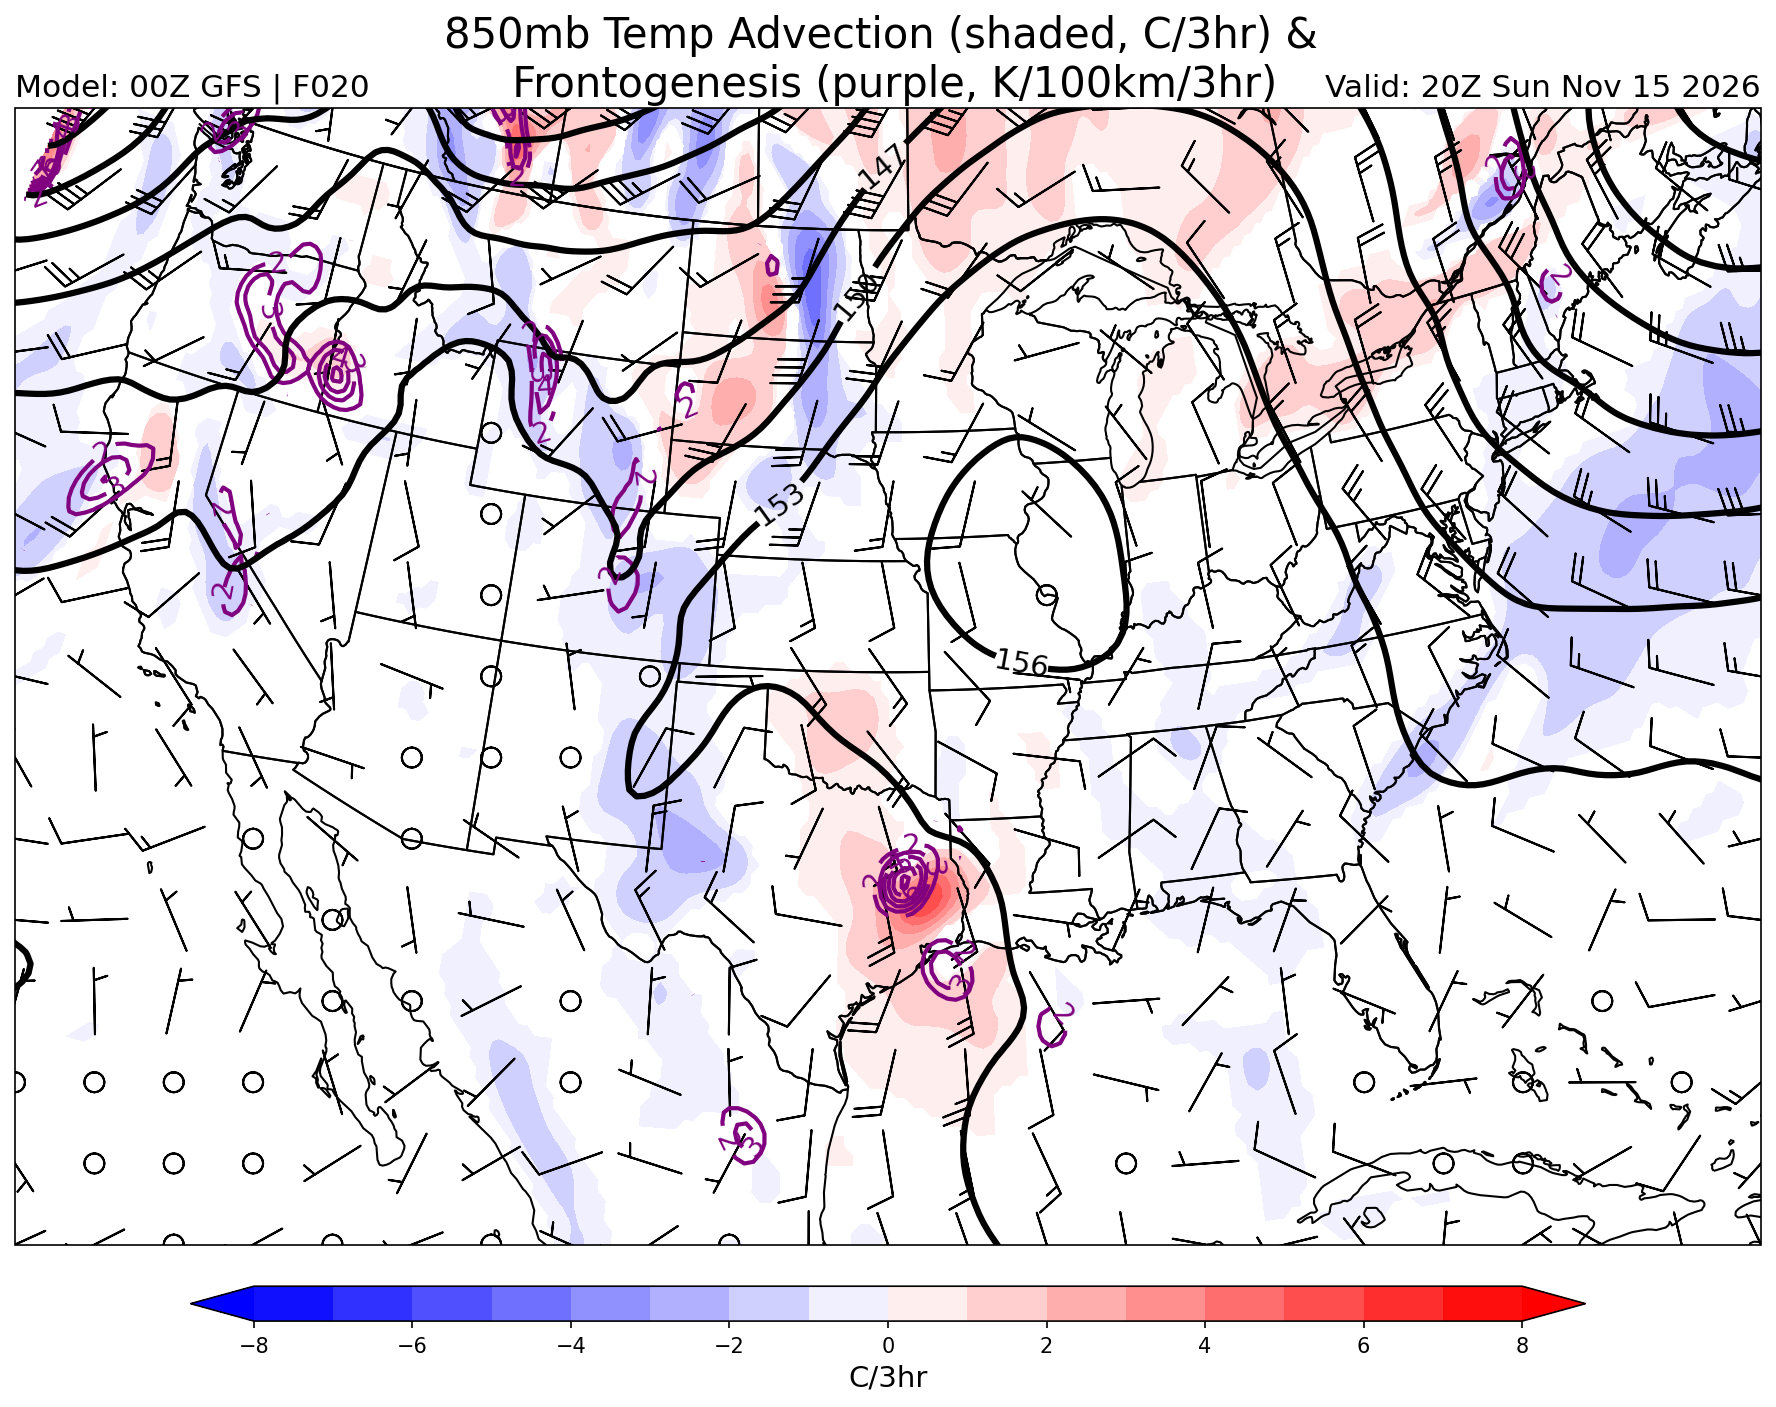 850mb Temp Advection (shaded, C/3hr) &
Model: 00Z GFS | F020 Frontogenesis (purple, K/100km/3hr) Valid: 20Z Sun Nov 15 2026
147
150
153
156
−8 −6 −4 −2 0 2 4 6 8
C/3hr